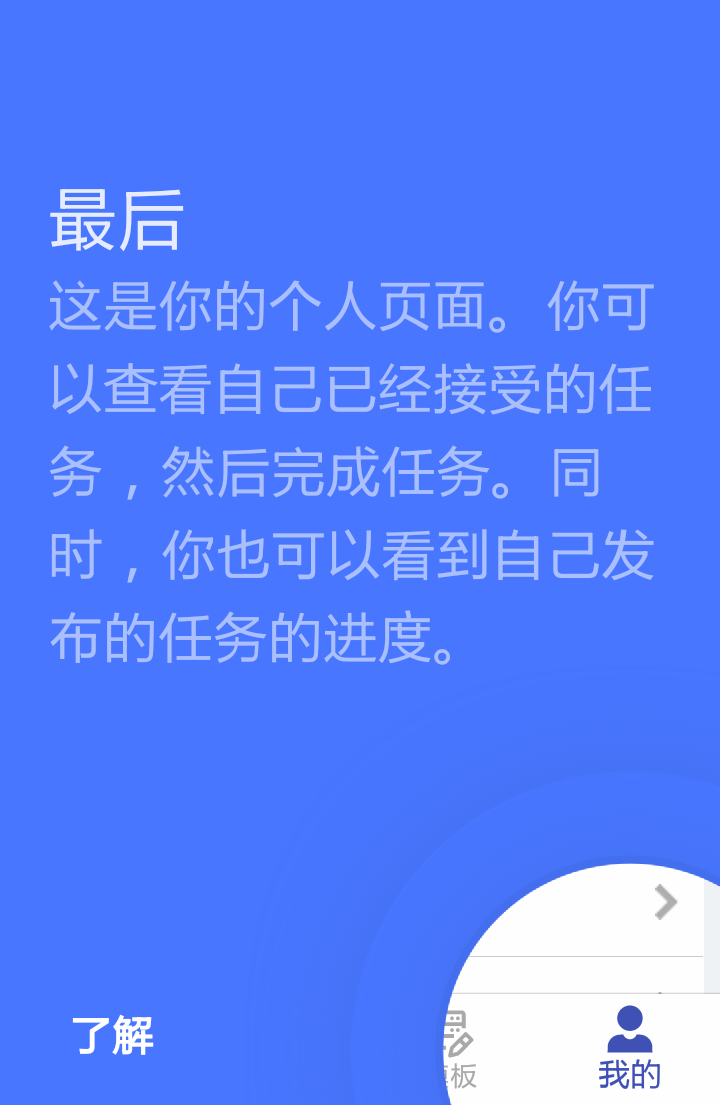 最后
这是你的个人页面。 你可
以查看自己已经接受的任
务，然后完成任务。 同
时，你也可以看到自己发
布的任务的进度。
了解
板
我的